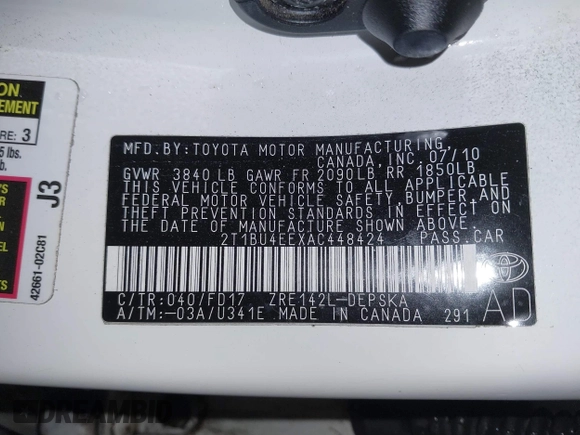 ON
EMENT
RE: 3
5 lbs.
b.
J3
42661-02C81
MFD. BY: TOYOTA MOTOR MANUFACTURING,
CANADA, INC. 07/10
GVWR 3840 LB GAWR FR 2090LB, RR 1850LB
THIS VEHICLE CONFORMS TO ALL APPLICABLE
FEDERAL MOTOR VEHICLE SAFETY, BUMPER, AND
THEFT PREVENTION STANDARDS IN EFFECT ON
THE DATE OF MANUFACTURE SHOWN ABOVE.
2T1BU4EEXAC448424 PASS.CAR
C/TR:040/FD17 ZRE142L-DEPSKA
A/TM:-03A/U341E MADE IN CANADA 291
AD
DREAMBID